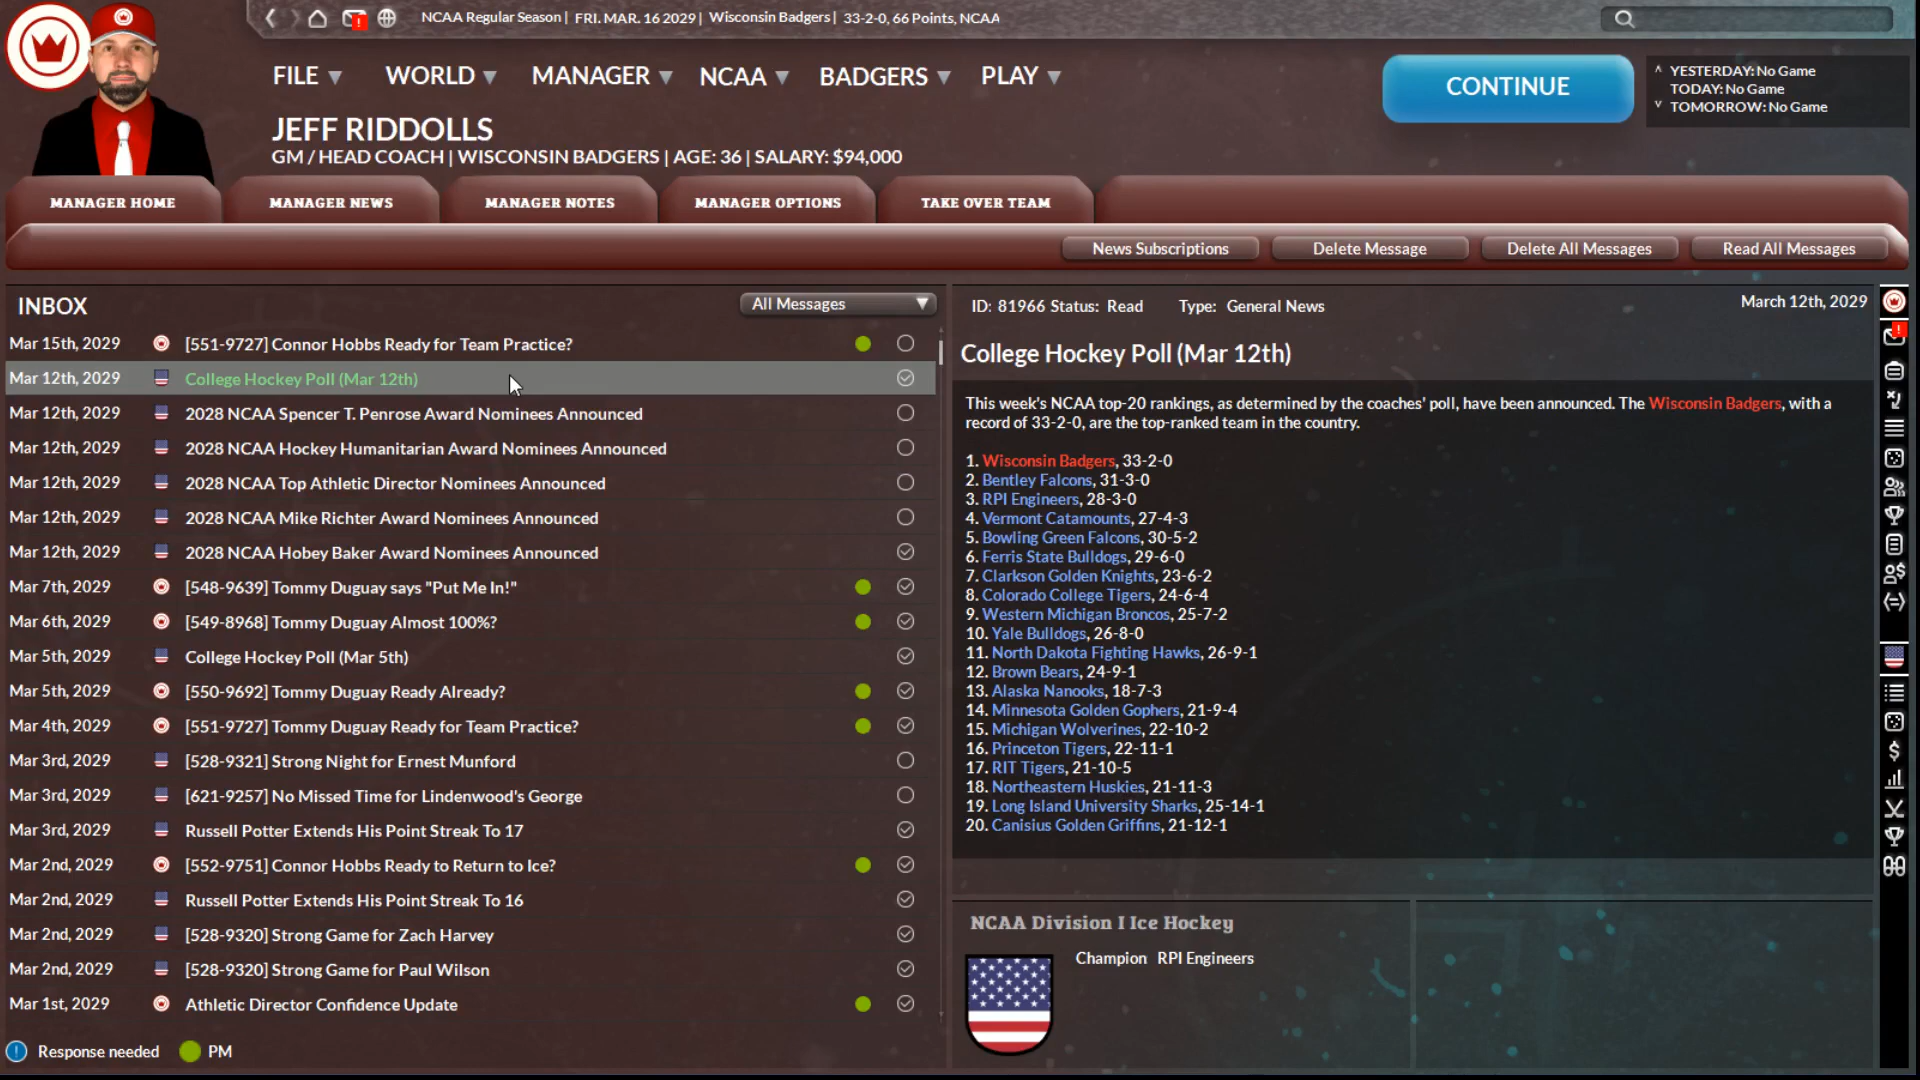 NCAA Regular Season | FRI. MAR. 16 2029 | Wisconsin Badgers | 33-2-0, 66 Points, NCAA
FILE WORLD MANAGER NCAA BADGERS PLAY
CONTINUE
^ YESTERDAY: No Game
TODAY: No Game
v TOMORROW: No Game
JEFF RIDDOLLS
GM / HEAD COACH | WISCONSIN BADGERS | AGE: 36 | SALARY: $94,000
MANAGER HOME MANAGER NEWS MANAGER NOTES MANAGER OPTIONS TAKE OVER TEAM
News Subscriptions Delete Message Delete All Messages Read All Messages
INBOX All Messages
Mar 15th, 2029 [551-9727] Connor Hobbs Ready for Team Practice?
Mar 12th, 2029 College Hockey Poll (Mar 12th)
Mar 12th, 2029 2028 NCAA Spencer T. Penrose Award Nominees Announced
Mar 12th, 2029 2028 NCAA Hockey Humanitarian Award Nominees Announced
Mar 12th, 2029 2028 NCAA Top Athletic Director Nominees Announced
Mar 12th, 2029 2028 NCAA Mike Richter Award Nominees Announced
Mar 12th, 2029 2028 NCAA Hobey Baker Award Nominees Announced
Mar 7th, 2029 [548-9639] Tommy Duguay says "Put Me In!"
Mar 6th, 2029 [549-8968] Tommy Duguay Almost 100%?
Mar 5th, 2029 College Hockey Poll (Mar 5th)
Mar 5th, 2029 [550-9692] Tommy Duguay Ready Already?
Mar 4th, 2029 [551-9727] Tommy Duguay Ready for Team Practice?
Mar 3rd, 2029 [528-9321] Strong Night for Ernest Munford
Mar 3rd, 2029 [621-9257] No Missed Time for Lindenwood's George
Mar 3rd, 2029 Russell Potter Extends His Point Streak To 17
Mar 2nd, 2029 [552-9751] Connor Hobbs Ready to Return to Ice?
Mar 2nd, 2029 Russell Potter Extends His Point Streak To 16
Mar 2nd, 2029 [528-9320] Strong Game for Zach Harvey
Mar 2nd, 2029 [528-9320] Strong Game for Paul Wilson
Mar 1st, 2029 Athletic Director Confidence Update
! Response needed PM
ID: 81966 Status: Read Type: General News March 12th, 2029
College Hockey Poll (Mar 12th)
This week's NCAA top-20 rankings, as determined by the coaches' poll, have been announced. The Wisconsin Badgers, with a
record of 33-2-0, are the top-ranked team in the country.
1. Wisconsin Badgers, 33-2-0
2. Bentley Falcons, 31-3-0
3. RPI Engineers, 28-3-0
4. Vermont Catamounts, 27-4-3
5. Bowling Green Falcons, 30-5-2
6. Ferris State Bulldogs, 29-6-0
7. Clarkson Golden Knights, 23-6-2
8. Colorado College Tigers, 24-6-4
9. Western Michigan Broncos, 25-7-2
10. Yale Bulldogs, 26-8-0
11. North Dakota Fighting Hawks, 26-9-1
12. Brown Bears, 24-9-1
13. Alaska Nanooks, 18-7-3
14. Minnesota Golden Gophers, 21-9-4
15. Michigan Wolverines, 22-10-2
16. Princeton Tigers, 22-11-1
17. RIT Tigers, 21-10-5
18. Northeastern Huskies, 21-11-3
19. Long Island University Sharks, 25-14-1
20. Canisius Golden Griffins, 21-12-1
NCAA Division I Ice Hockey
Champion RPI Engineers